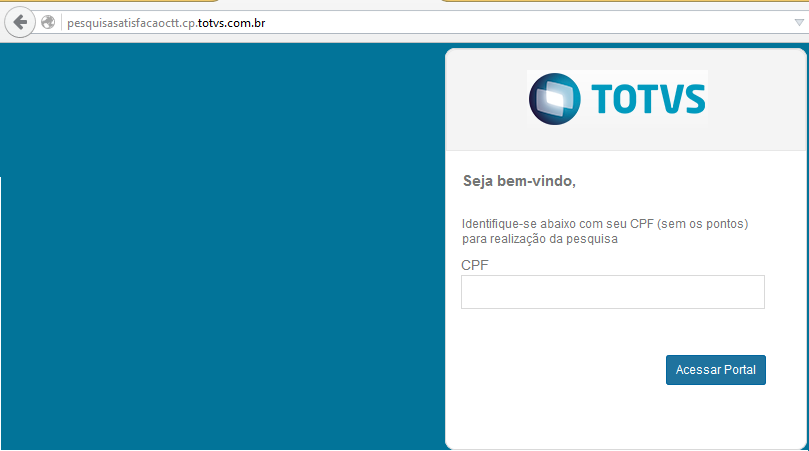 pesquisasatisfacaoctt.cp.totvs.com.br
TOTVS
Seja bem-vindo,
Identifique-se abaixo com seu CPF (sem os pontos)
para realização da pesquisa
CPF
Acessar Portal